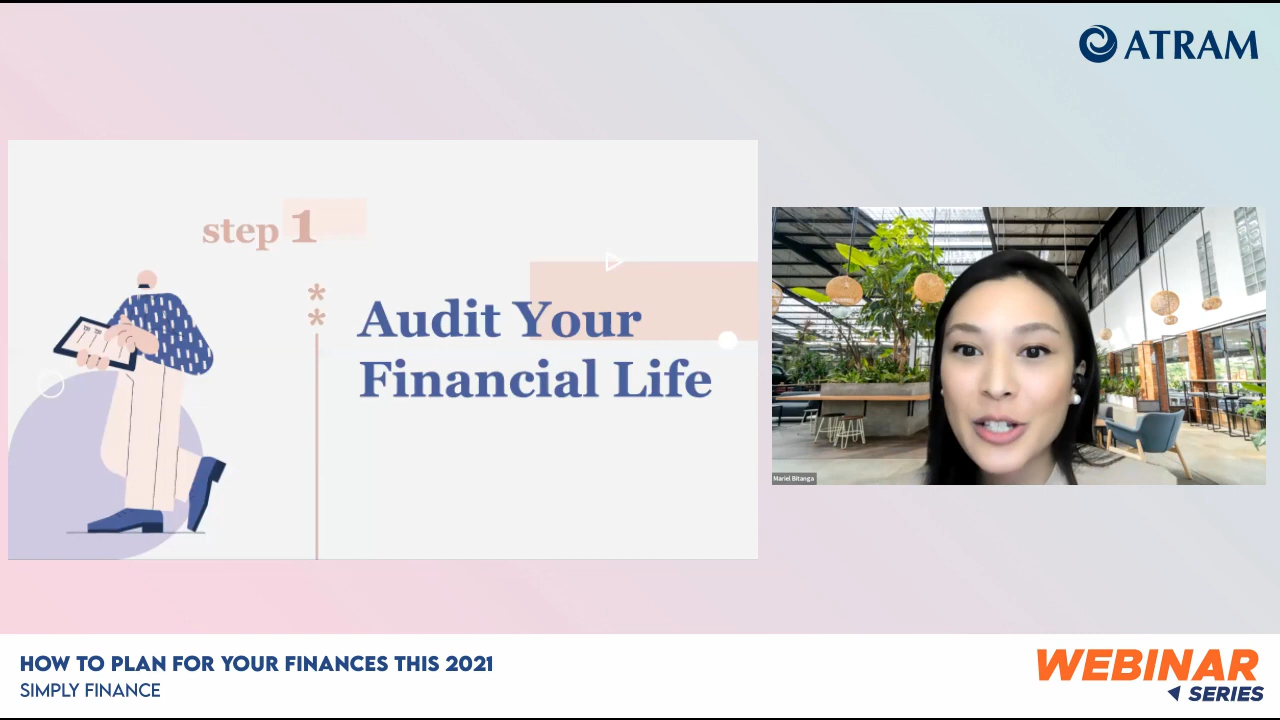 ATRAM
step 1
Audit Your
Financial Life
Mariel Bitanga
HOW TO PLAN FOR YOUR FINANCES THIS 2021
SIMPLY FINANCE
WEBINAR
SERIES